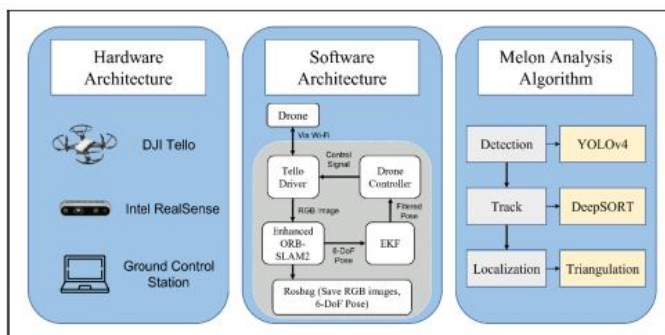 Hardware
Architecture
DJI Tello
Intel RealSense
Ground Control
Station
Software
Architecture
Drone
Via Wi-Fi
Control
Signal
Tello
Driver
Drone
Controller
RGB Image
Filtered
Pose
Enhanced
ORB-
SLAM2
6-DoF
Pose
EKF
Rosbag (Save RGB images,
6-DoF Pose)
Melon Analysis
Algorithm
Detection
YOLOv4
Track
DeepSORT
Localization
Triangulation